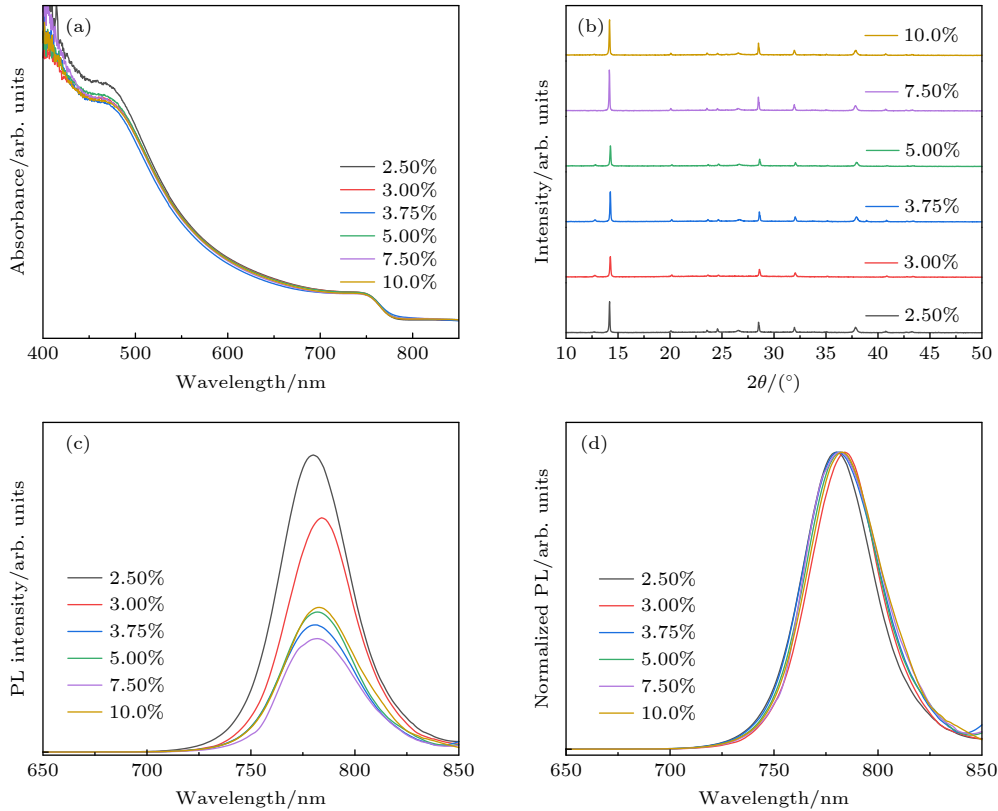 (a)
Absorbance/arb. units
2.50%
3.00%
3.75%
5.00%
7.50%
10.0%
400 500 600 700 800
Wavelength/nm
(b)
Intensity/arb. units
10.0%
7.50%
5.00%
3.75%
3.00%
2.50%
10 15 20 25 30 35 40 45 50
2θ/(°)
(c)
PL intensity/arb. units
2.50%
3.00%
3.75%
5.00%
7.50%
10.0%
650 700 750 800 850
Wavelength/nm
(d)
Normalized PL/arb. units
2.50%
3.00%
3.75%
5.00%
7.50%
10.0%
650 700 750 800 850
Wavelength/nm